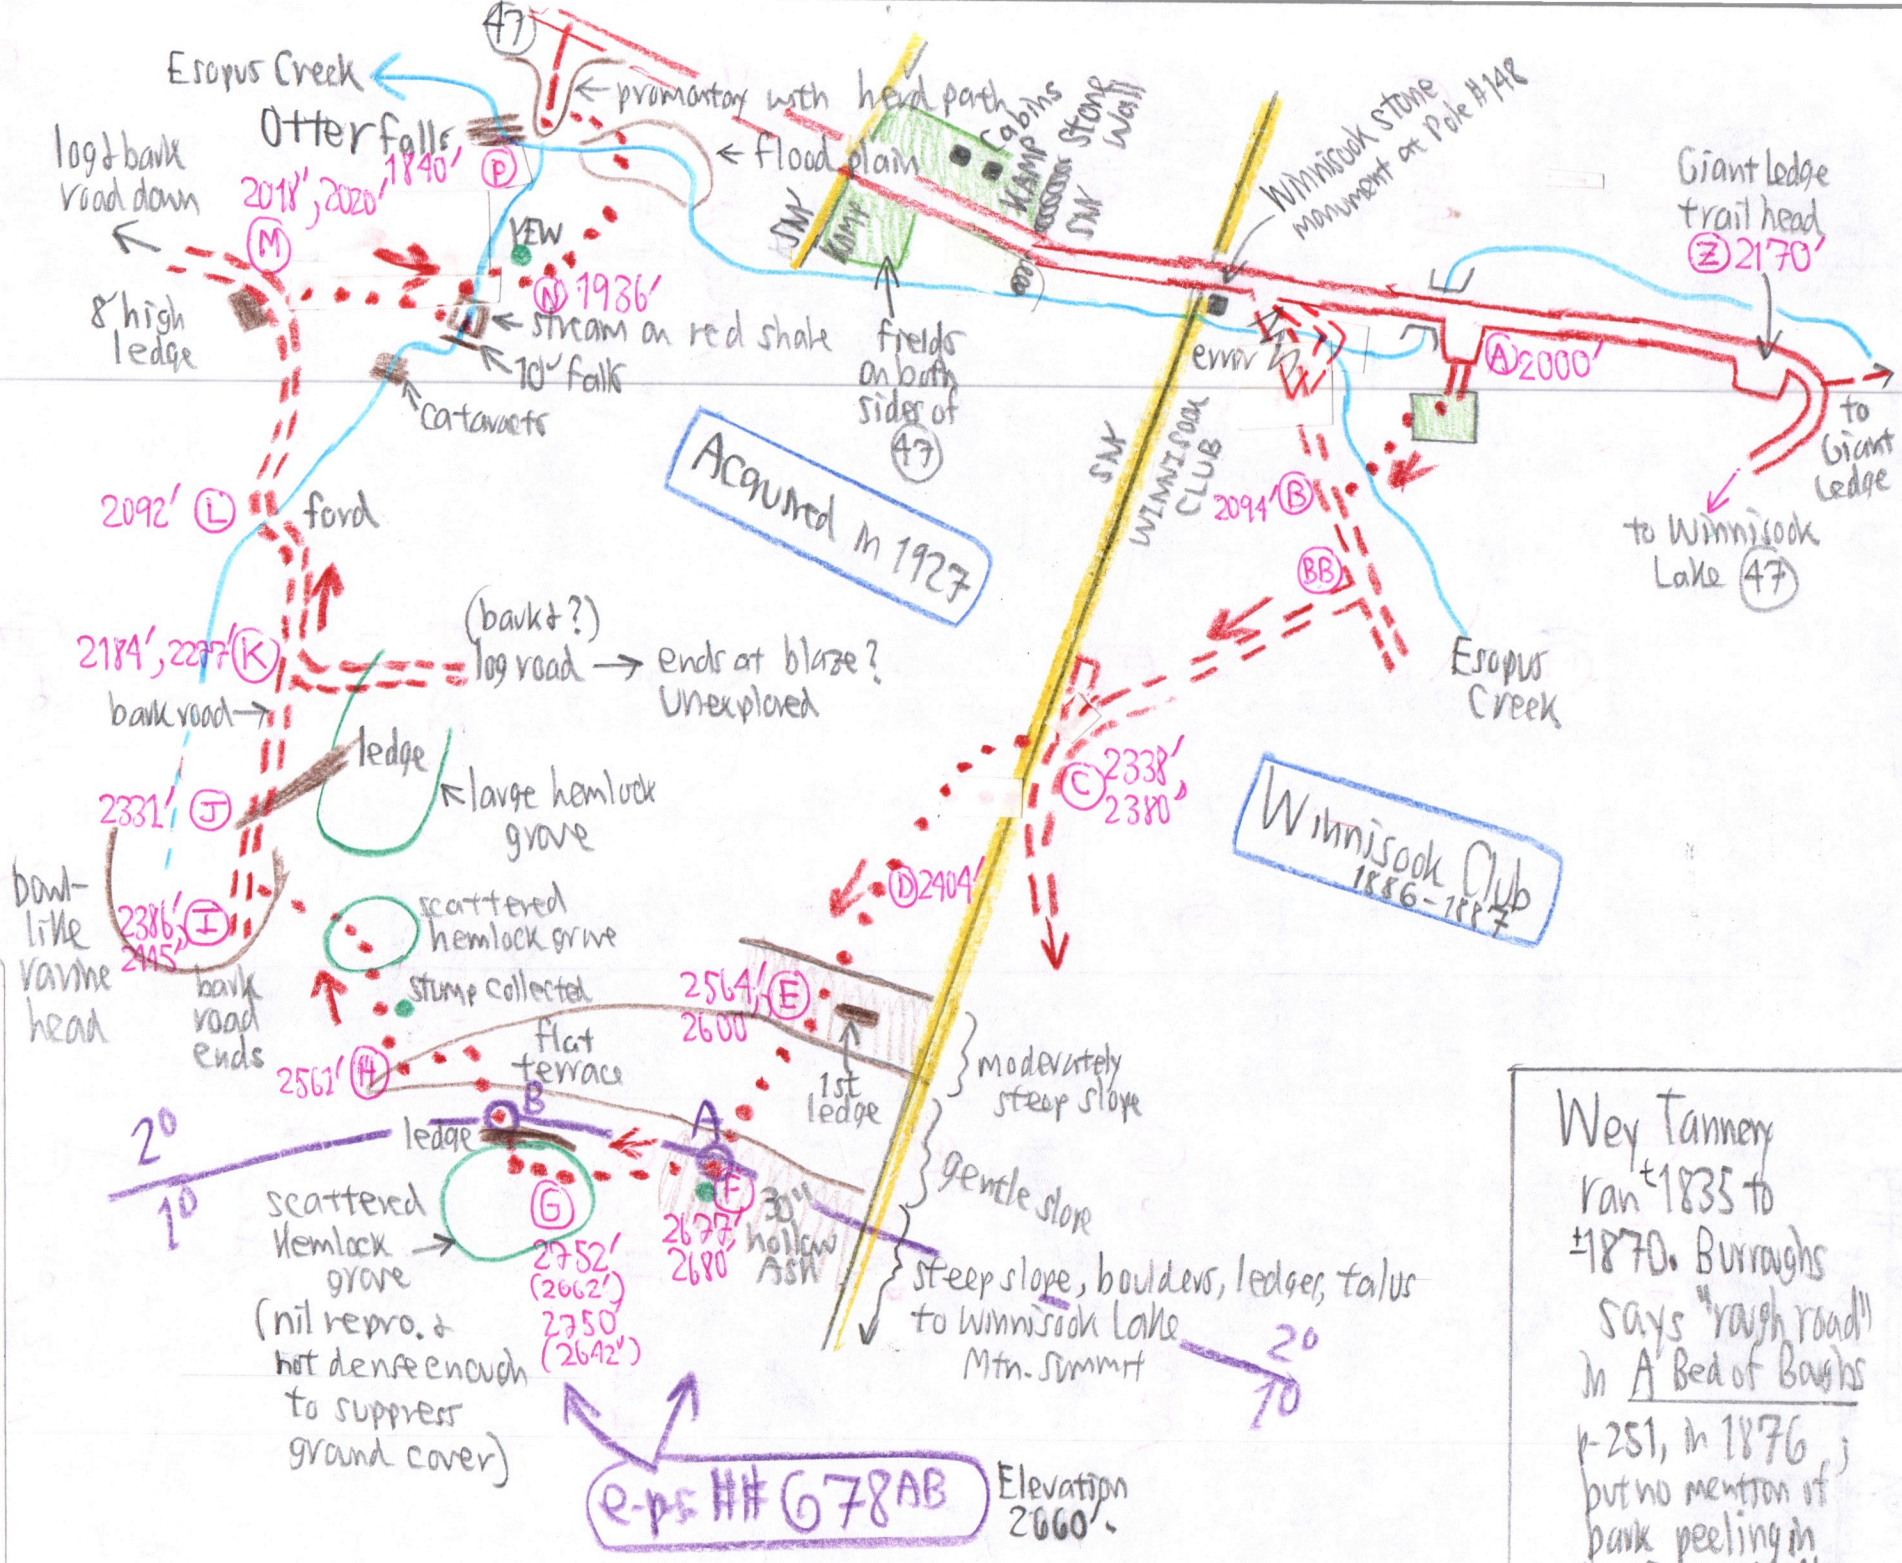 47
Esopus Creek
Otter falls
1840'
P
promontory with herd path
flood plain
Cabins
KAMP
Stone
Wall
SNY
SNY
KAMP
Winnisook stone
monument at Pole #148
Giant Ledge
trail head
Z 2170'
log & bark
road down
2018', 2020'
M
YEW
N 1936'
8' high
ledge
stream on red shale
10' falls
cataracts
fields
on both
sides of
47
error
A 2000'
to
Giant
Ledge
to Winnisook
Lake 47
Acquired in 1927
SNY
WINNISOOK
CLUB
2094' B
BB
Esopus
Creek
2092' L
ford
2184', 2277' K
(bark & ?)
log road → ends at blaze?
Unexplored
bark road →
ledge
2331' J
large hemlock
grove
C 2338',
2380'
Winnisook Club
1886-1887
bowl-
like
ravine
head
2386' I
2445'
bark
road
ends
scattered
hemlock grove
stump collected
D 2404'
2564', E
2600'
1st
ledge
moderately
steep slope
2561' H
flat
terrace
B
A
ledge
2°
1°
gentle slope
scattered
Hemlock
grove
(nil repro. &
not dense enough
to suppress
ground cover)
G
2752'
(2662')
2750'
(2642')
F
2677',
2680'
30"
hollow
ASH
steep slope, boulders, ledges, talus
to Winnisook Lake
Mtn. summit
2°
1°
e-ps ## 678AB
Elevation
2660'.
Wey Tannery
ran ±1835 to
±1870. Burroughs
says "rough road"
in A Bed of Boughs
p-251, in 1876;
but no mention of
bark peeling in